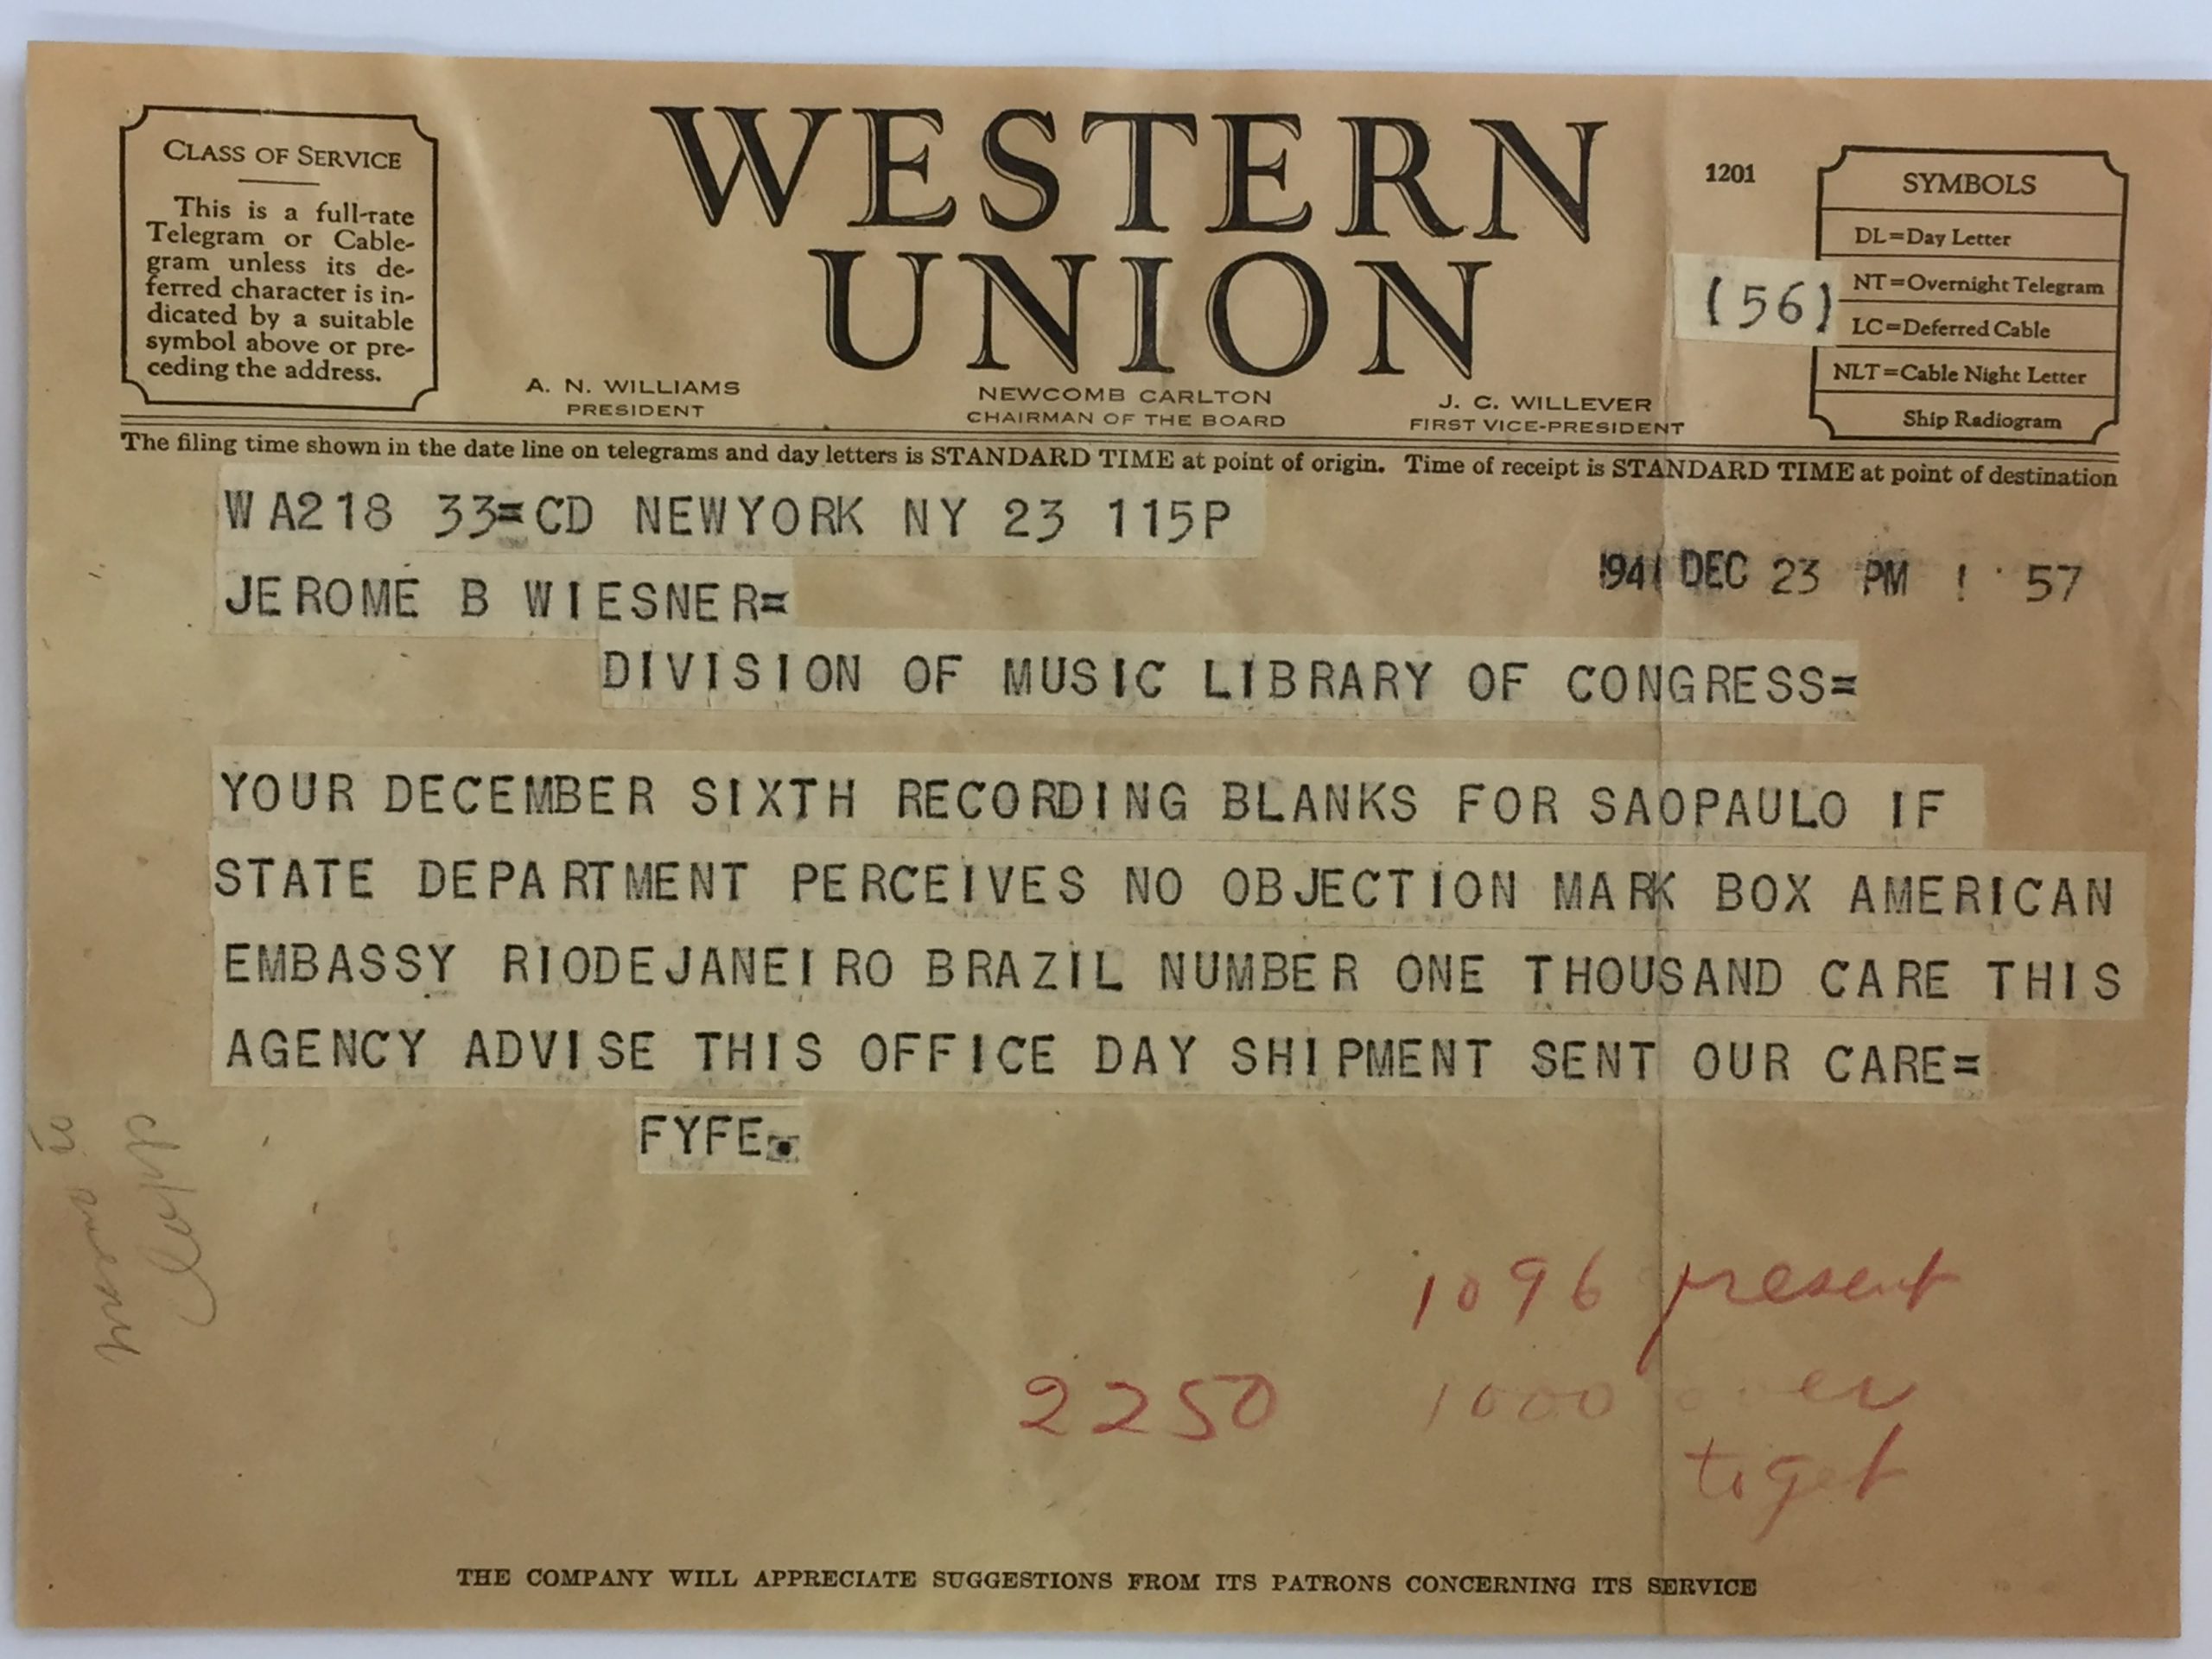 CLASS OF SERVICE
This is a full-rate
Telegram or Cable-
gram unless its de-
ferred character is in-
dicated by a suitable
symbol above or pre-
ceding the address.
WESTERN
UNION
1201
(56)
A. N. WILLIAMS
PRESIDENT
NEWCOMB CARLTON
CHAIRMAN OF THE BOARD
J. C. WILLEVER
FIRST VICE-PRESIDENT
SYMBOLS
DL=Day Letter
NT=Overnight Telegram
LC=Deferred Cable
NLT=Cable Night Letter
Ship Radiogram
The filing time shown in the date line on telegrams and day letters is STANDARD TIME at point of origin. Time of receipt is STANDARD TIME at point of destination
WA218 33=CD NEWYORK NY 23 115P
1941 DEC 23 PM 1 57
JEROME B WIESNER=
DIVISION OF MUSIC LIBRARY OF CONGRESS=
YOUR DECEMBER SIXTH RECORDING BLANKS FOR SAOPAULO IF
STATE DEPARTMENT PERCEIVES NO OBJECTION MARK BOX AMERICAN
EMBASSY RIODEJANEIRO BRAZIL NUMBER ONE THOUSAND CARE THIS
AGENCY ADVISE THIS OFFICE DAY SHIPMENT SENT OUR CARE=
FYFE.
1096 present
2250 1000 over
to get
THE COMPANY WILL APPRECIATE SUGGESTIONS FROM ITS PATRONS CONCERNING ITS SERVICE